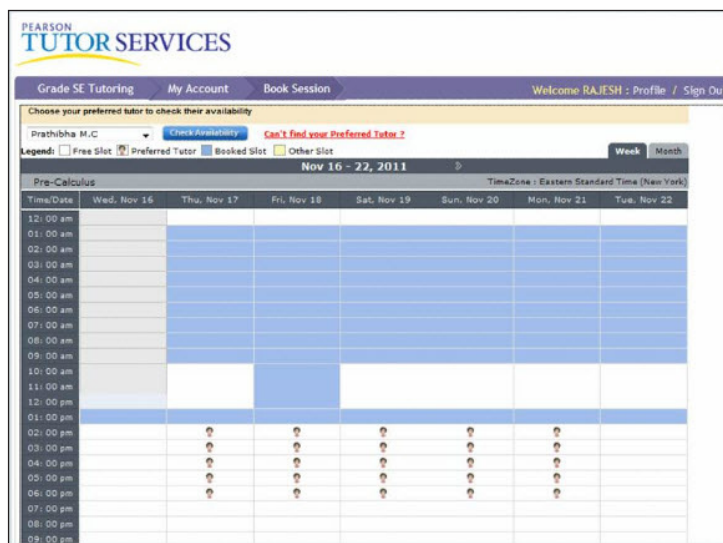 PEARSON
TUTOR SERVICES
Grade SE Tutoring My Account Book Session Welcome RAJESH : Profile / Sign Ou
Choose your preferred tutor to check their availability
Prathibha M.C Check Availability Can't find your Preferred Tutor ?
Legend: Free Slot Preferred Tutor Booked Slot Other Slot Week Month
Nov 16 - 22, 2011
Pre-Calculus TimeZone : Eastern Standard Time (New York)
Time/Date Wed, Nov 16 Thu, Nov 17 Fri, Nov 18 Sat, Nov 19 Sun, Nov 20 Mon, Nov 21 Tue, Nov 22
12: 00 am
01: 00 am
02: 00 am
03: 00 am
04: 00 am
05: 00 am
06: 00 am
07: 00 am
08: 00 am
09: 00 am
10: 00 am
11: 00 am
12: 00 pm
01: 00 pm
02: 00 pm
03: 00 pm
04: 00 pm
05: 00 pm
06: 00 pm
07: 00 pm
08: 00 pm
09: 00 pm